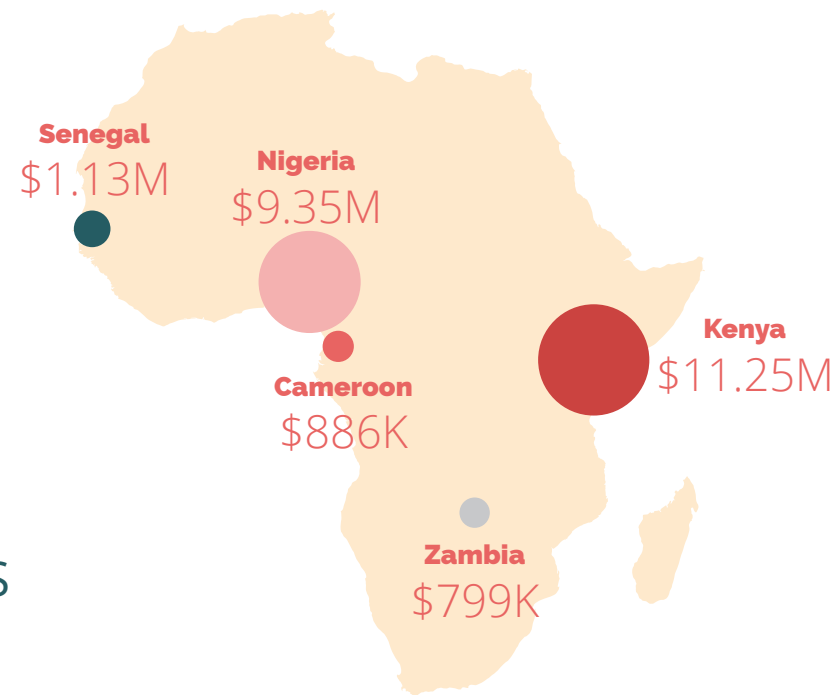 Senegal
$1.13M
Nigeria
$9.35M
Kenya
$11.25M
Cameroon
$886K
Zambia
$799K
s